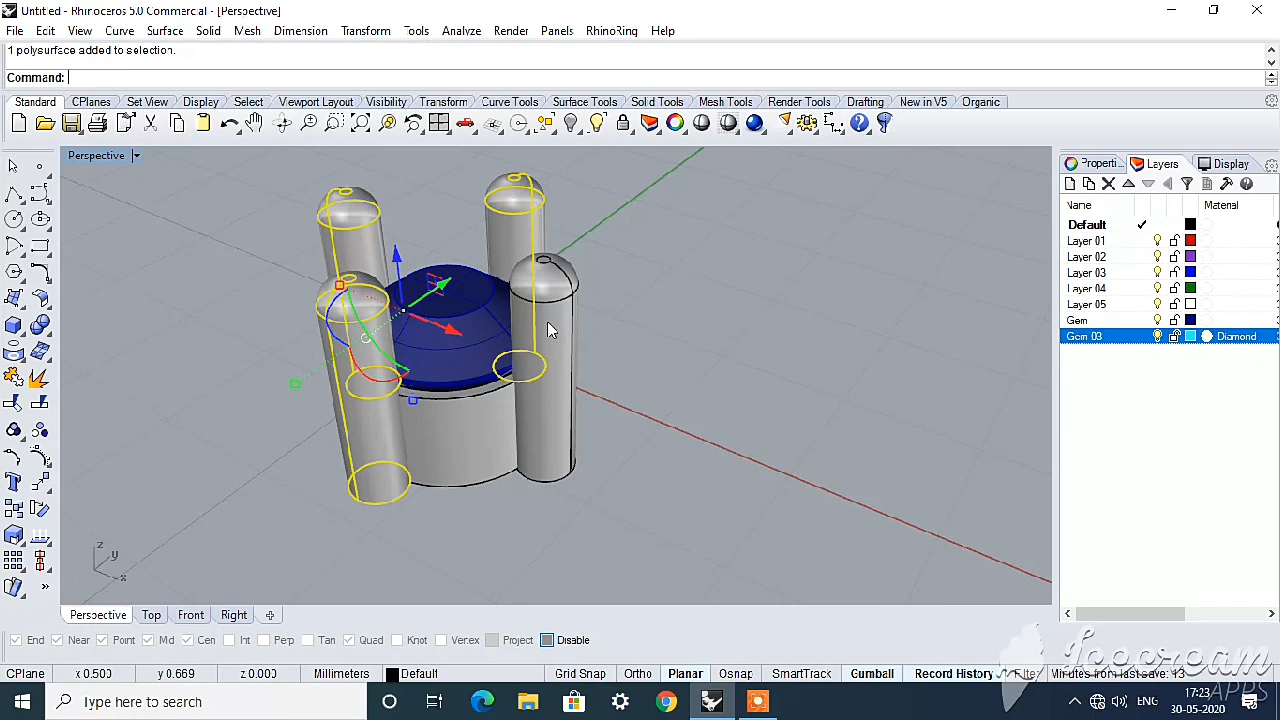 Untitled - Rhinoceros 5.0 Commercial - [Perspective]
File Edit View Curve Surface Solid Mesh Dimension Transform Tools Analyze Render Panels RhinoRing Help
1 polysurface added to selection.
Command:
Standard CPlanes Set View Display Select Viewport Layout Visibility Transform Curve Tools Surface Tools Solid Tools Mesh Tools Render Tools Drafting New in V5 Organic
Perspective
Properti... Layers Display
Name Material
Default
Layer 01
Layer 02
Layer 03
Layer 04
Layer 05
Gem
Gem 03 Diamond
z
y
x
Perspective Top Front Right
End Near Point Mid Cen Int Perp Tan Quad Knot Vertex Project Disable
CPlane x 0.500 y 0.669 z 0.000 Millimeters Default Grid Snap Ortho Planar Osnap SmartTrack Gumball Record History Filter Minutes from last save: 13
Icecream
APPS
Type here to search
ENG
17:23
30-05-2020